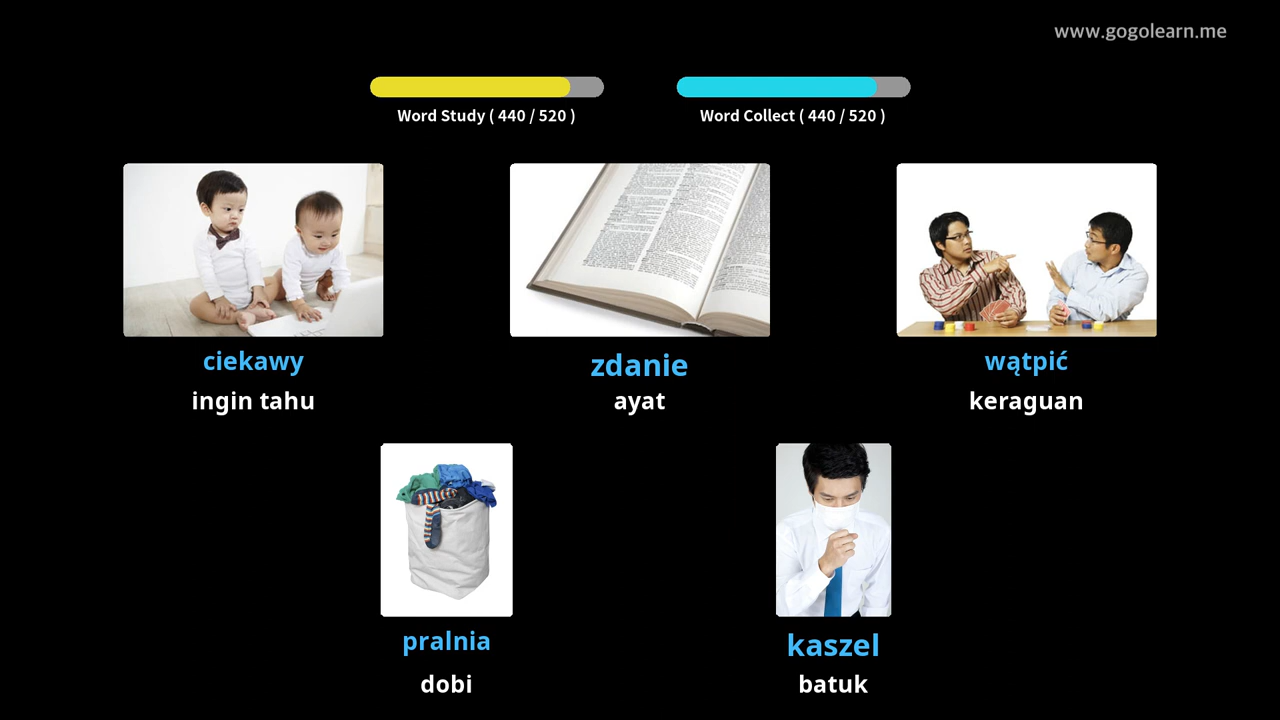 www.gogolearn.me
Word Study ( 440 / 520 )
Word Collect ( 440 / 520 )
ciekawy
zdanie
wątpić
ingin tahu
ayat
keraguan
pralnia
kaszel
dobi
batuk